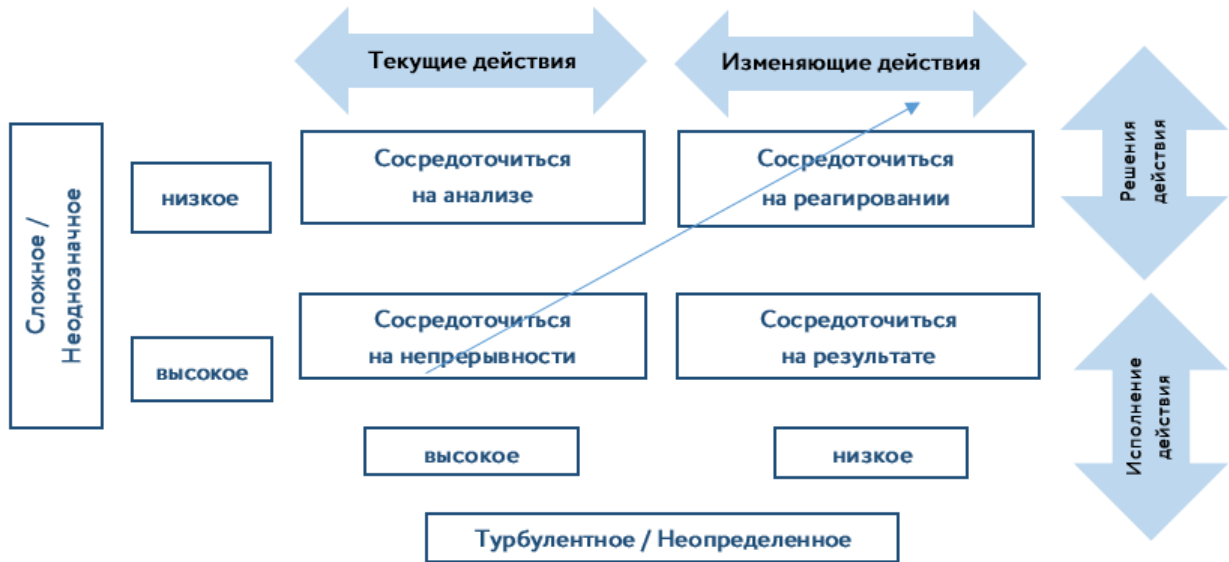 Текущие действия
Изменяющие действия
Сложное /
Неоднозначное
низкое
Сосредоточиться
на анализе
Сосредоточиться
на реагировании
Решения
действия
высокое
Сосредоточиться
на непрерывности
Сосредоточиться
на результате
Исполнение
действия
высокое
низкое
Турбулентное / Неопределенное